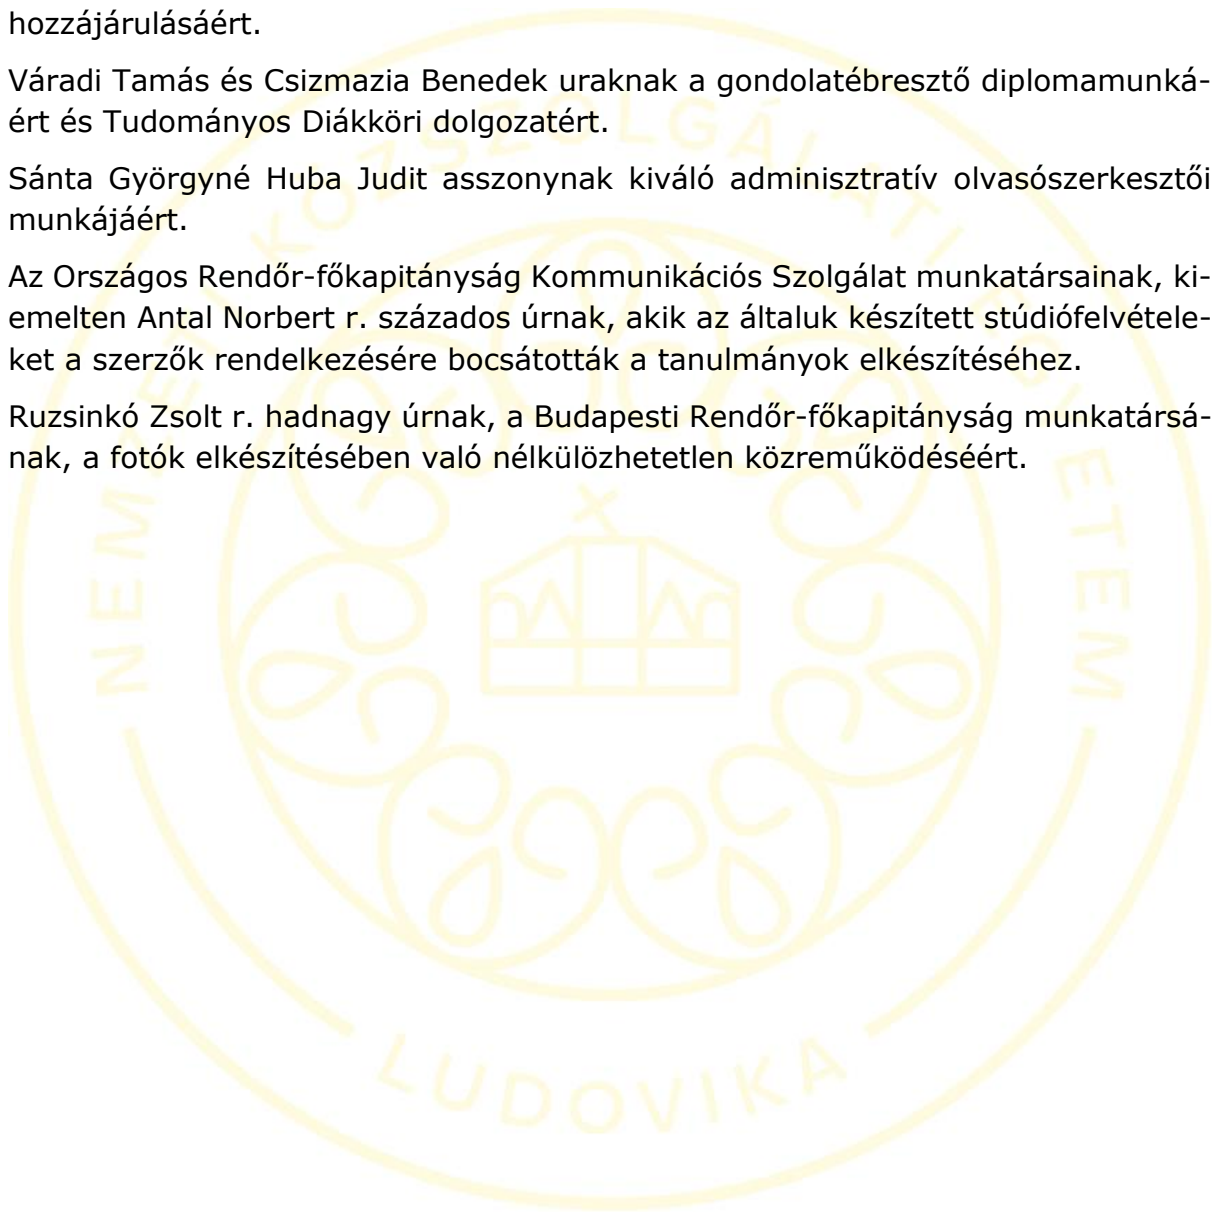 hozzájárulásáért.
Váradi Tamás és Csizmazia Benedek uraknak a gondolatébresztő diplomamunká-
ért és Tudományos Diákköri dolgozatért.
Sánta Györgyné Huba Judit asszonynak kiváló adminisztratív olvasószerkesztői
munkájáért.
Az Országos Rendőr-főkapitányság Kommunikációs Szolgálat munkatársainak, ki-
emelten Antal Norbert r. százados úrnak, akik az általuk készített stúdiófelvétele-
ket a szerzők rendelkezésére bocsátották a tanulmányok elkészítéséhez.
Ruzsinkó Zsolt r. hadnagy úrnak, a Budapesti Rendőr-főkapitányság munkatársá-
nak, a fotók elkészítésében való nélkülözhetetlen közreműködéséért.
NEMZETI KÖZSZOLGÁLATI EGYETEM
LUDOVIKA